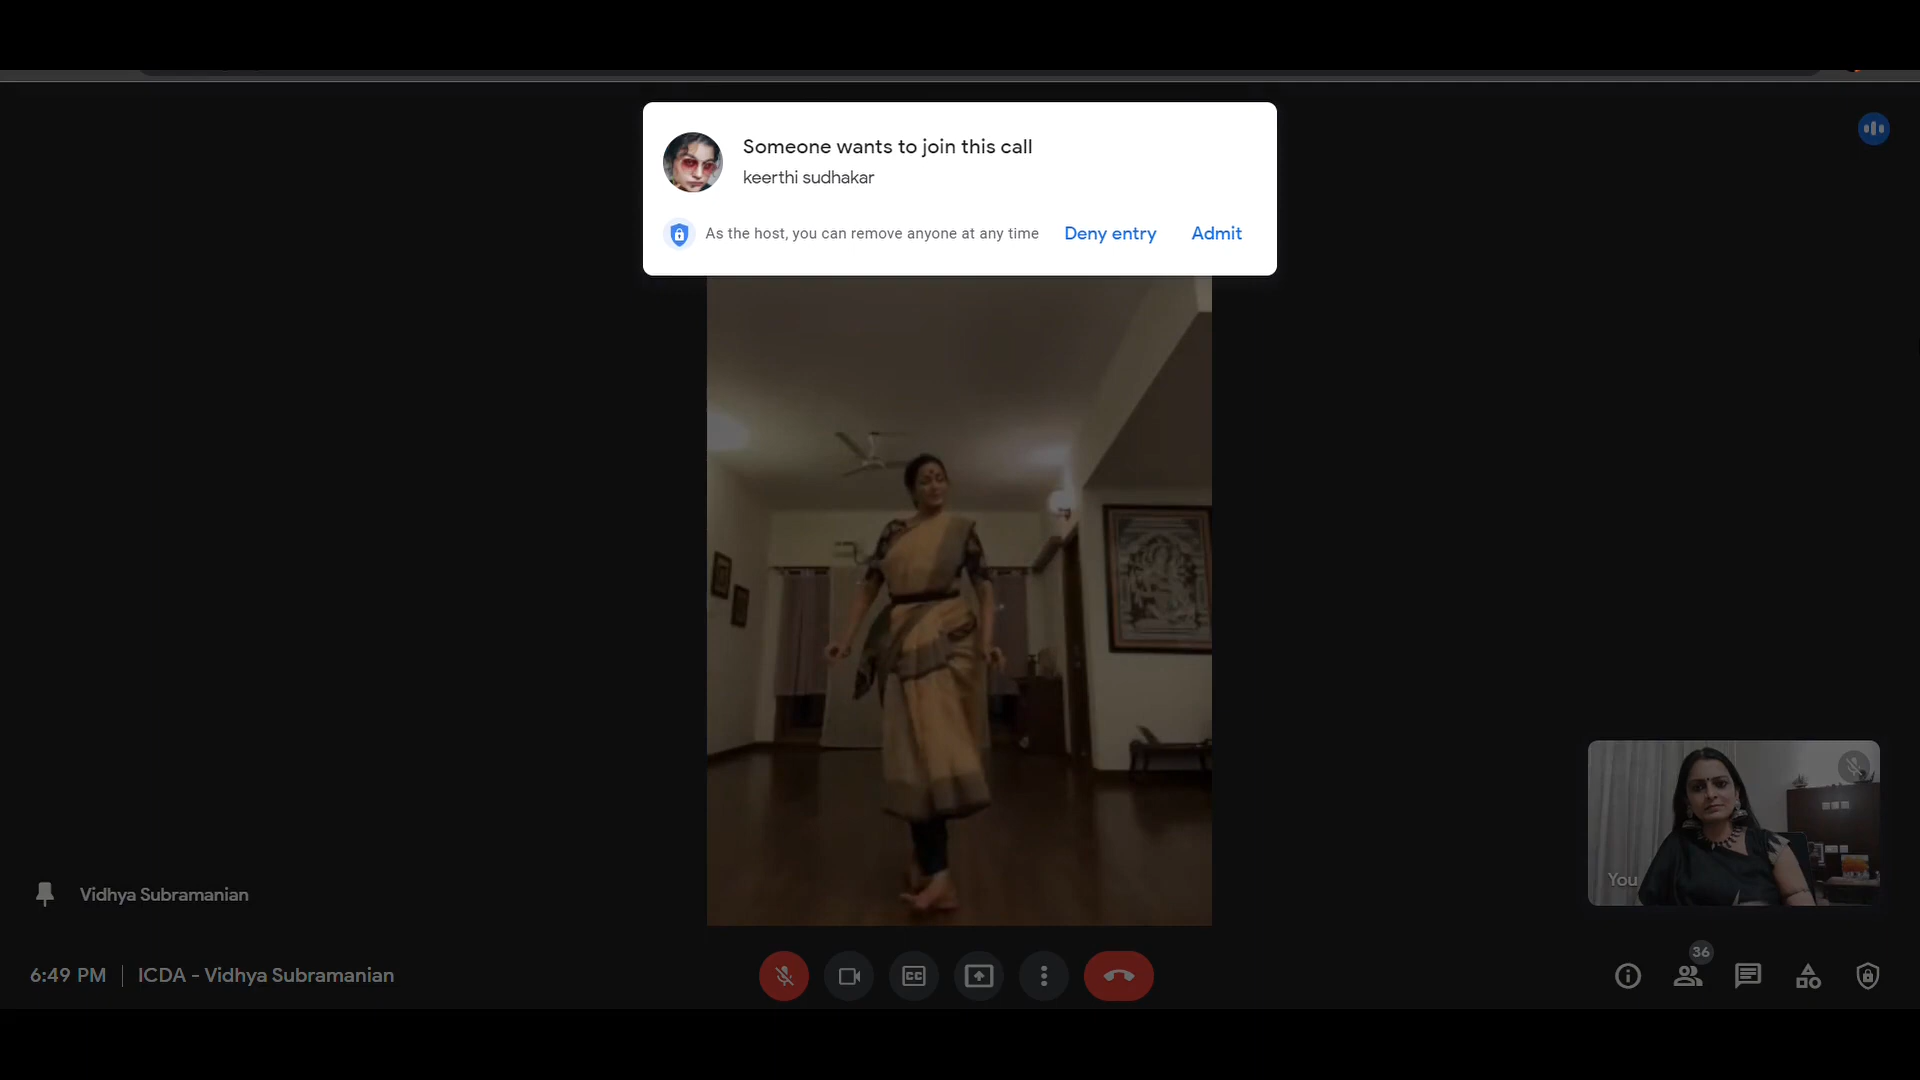 Someone wants to join this call
keerthi sudhakar
As the host, you can remove anyone at any time
Deny entry
Admit
You
Vidhya Subramanian
36
6:49 PM | ICDA - Vidhya Subramanian
CC